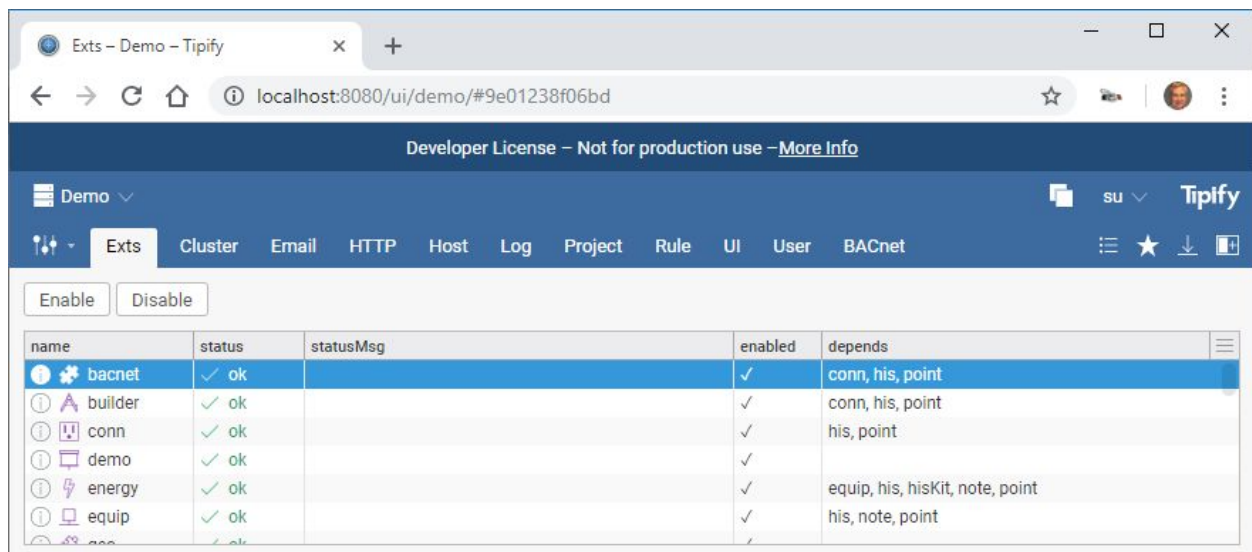 Exts – Demo – Tipify
localhost:8080/ui/demo/#9e01238f06bd
Developer License – Not for production use –More Info
Demo su Tipify
Exts Cluster Email HTTP Host Log Project Rule UI User BACnet
Enable Disable
name status statusMsg enabled depends
bacnet ok conn, his, point
builder ok conn, his, point
conn ok his, point
demo ok
energy ok equip, his, hisKit, note, point
equip ok his, note, point